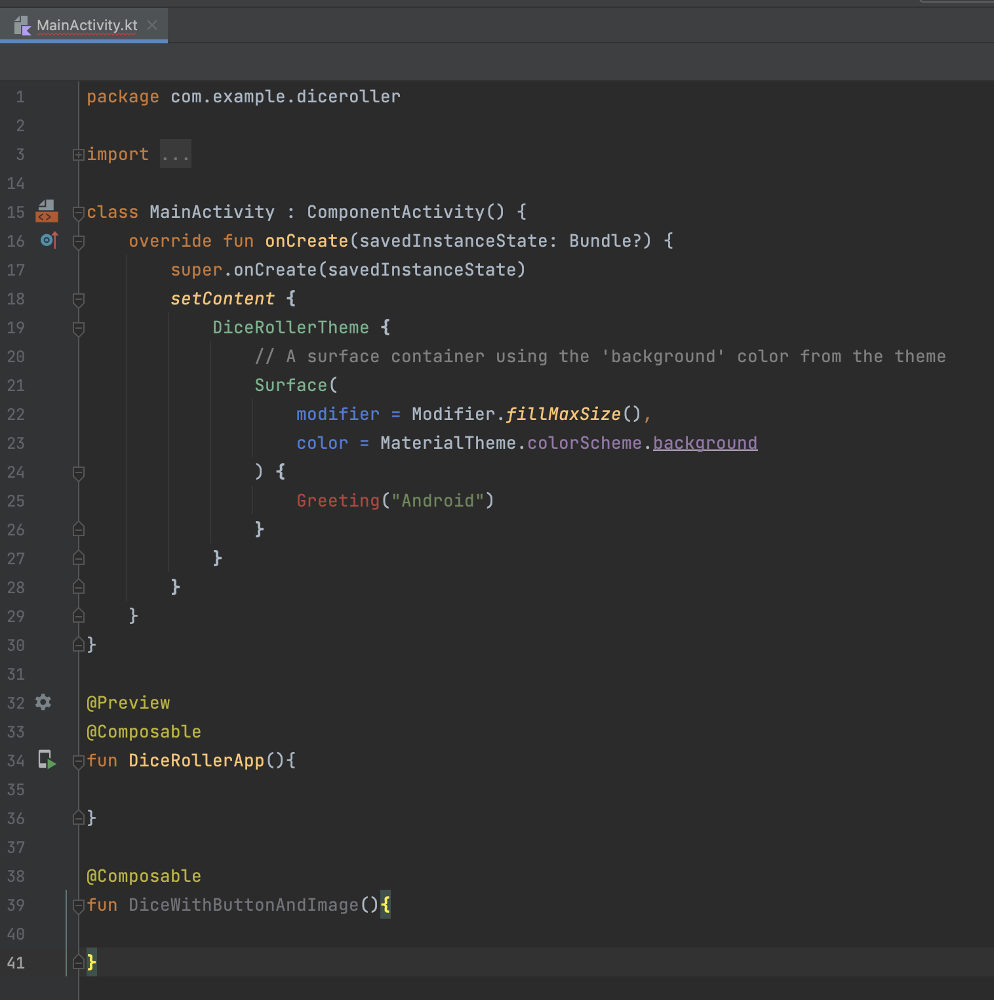 MainActivity.kt
1 package com.example.diceroller
2
3 import ...
14
15 class MainActivity : ComponentActivity() {
16     override fun onCreate(savedInstanceState: Bundle?) {
17         super.onCreate(savedInstanceState)
18         setContent {
19             DiceRollerTheme {
20                 // A surface container using the 'background' color from the theme
21                 Surface(
22                     modifier = Modifier.fillMaxSize(),
23                     color = MaterialTheme.colorScheme.background
24                 ) {
25                     Greeting("Android")
26                 }
27             }
28         }
29     }
30 }
31
32 @Preview
33 @Composable
34 fun DiceRollerApp(){
35
36 }
37
38 @Composable
39 fun DiceWithButtonAndImage(){
40
41 }